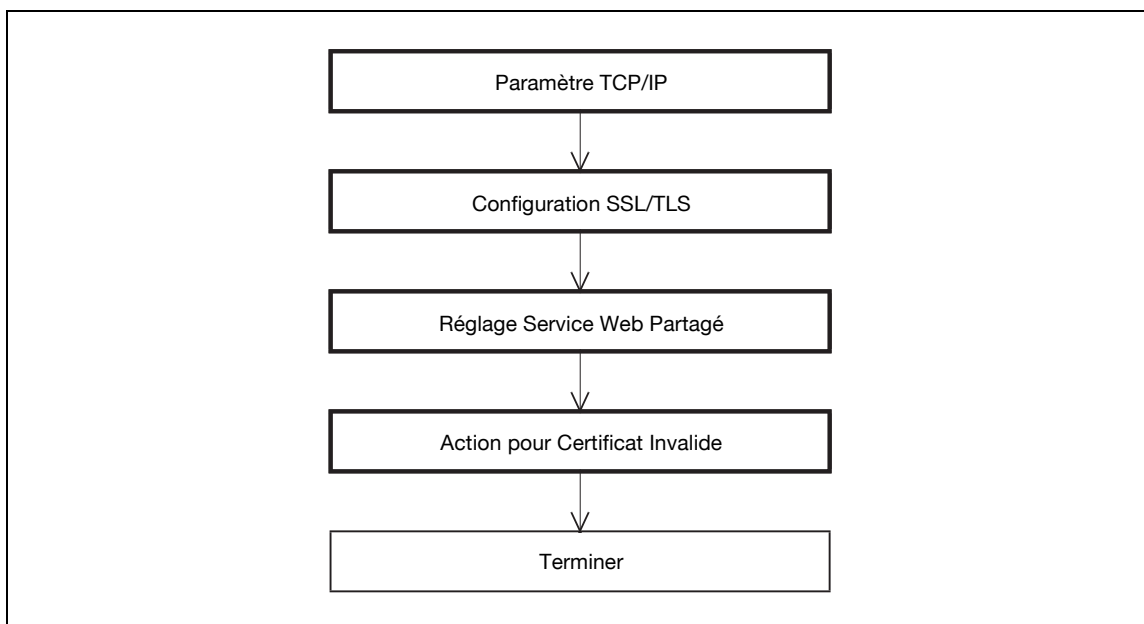 Paramètre TCP/IP
Configuration SSL/TLS
Réglage Service Web Partagé
Action pour Certificat Invalide
Terminer